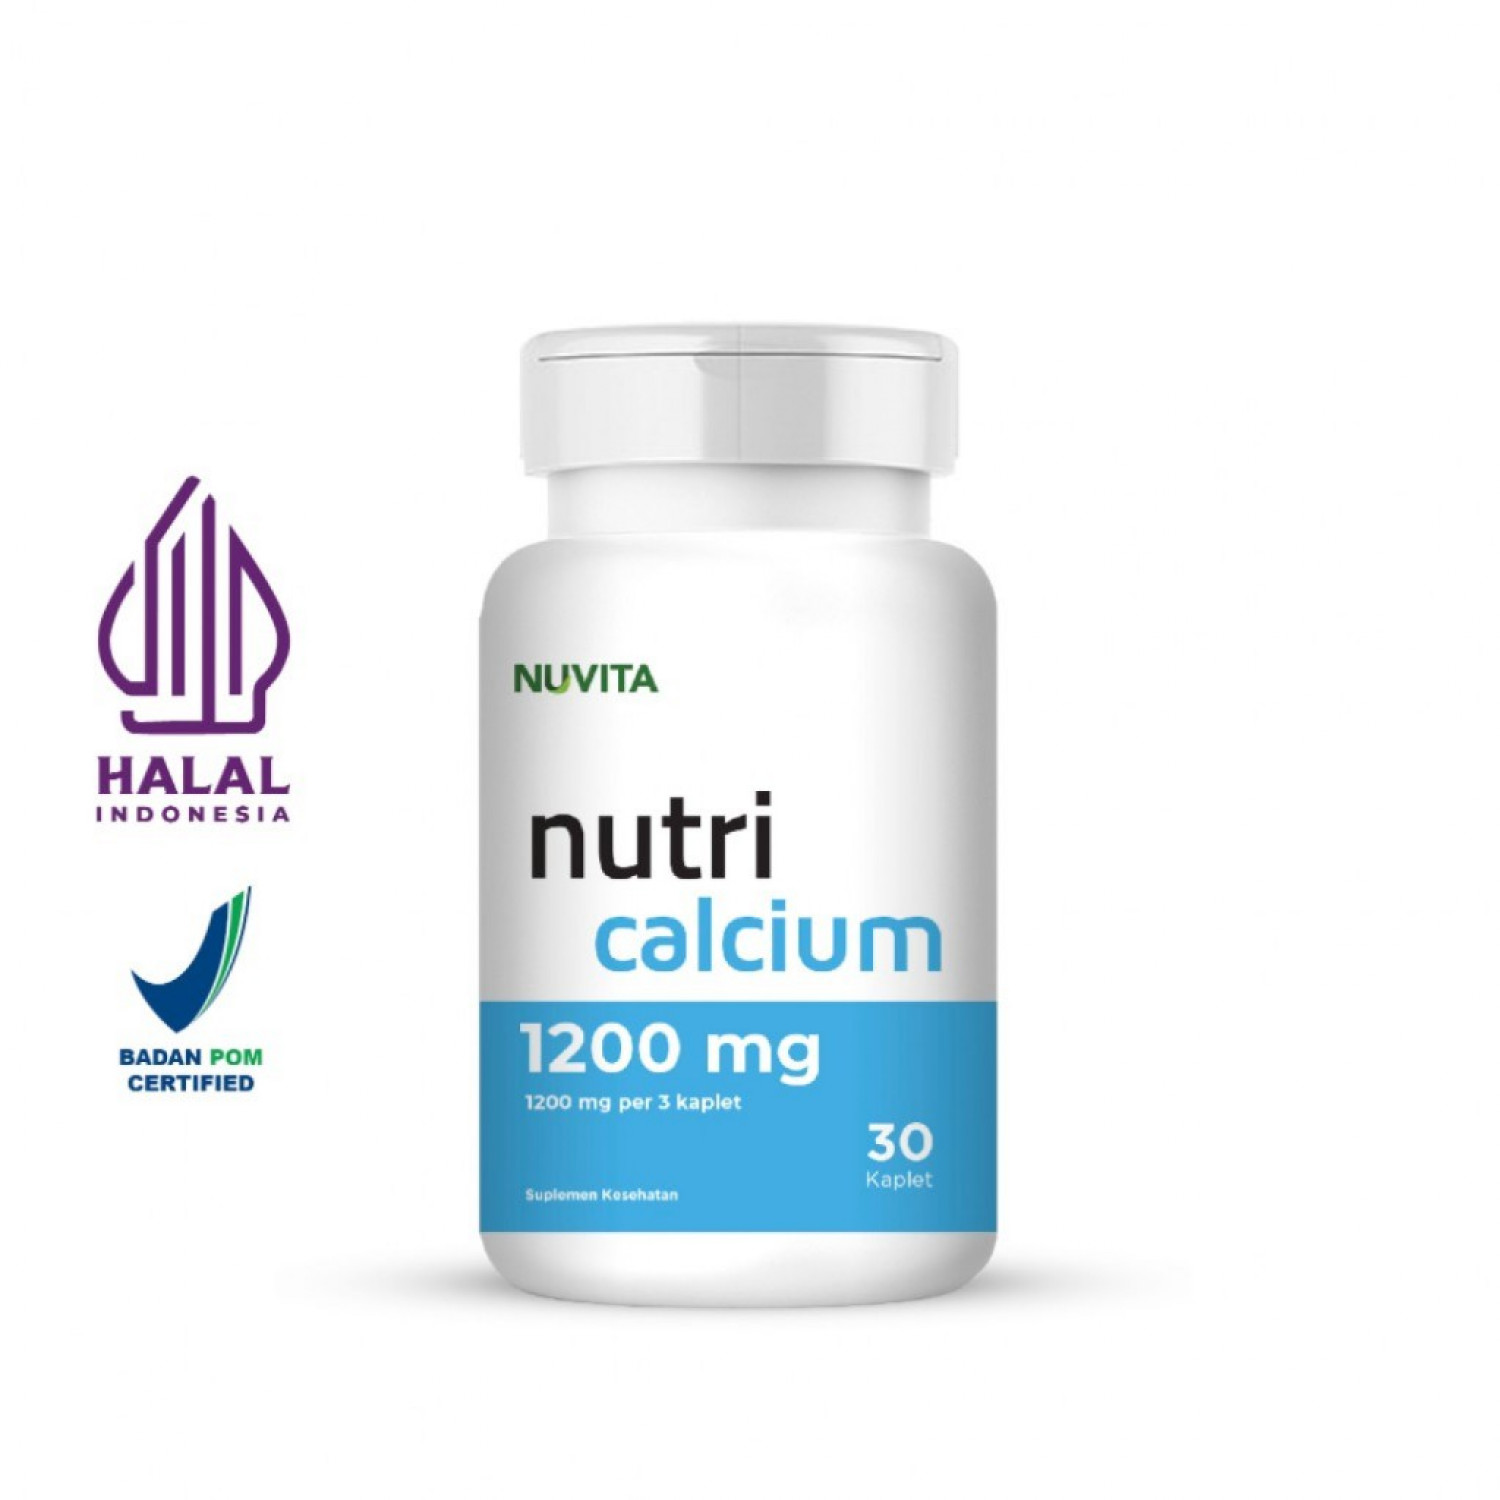 HALAL
INDONESIA
BADAN POM
CERTIFIED
NUVITA
nutri
calcium
1200 mg
1200 mg per 3 kaplet
30
Kaplet
Suplemen Kesehatan